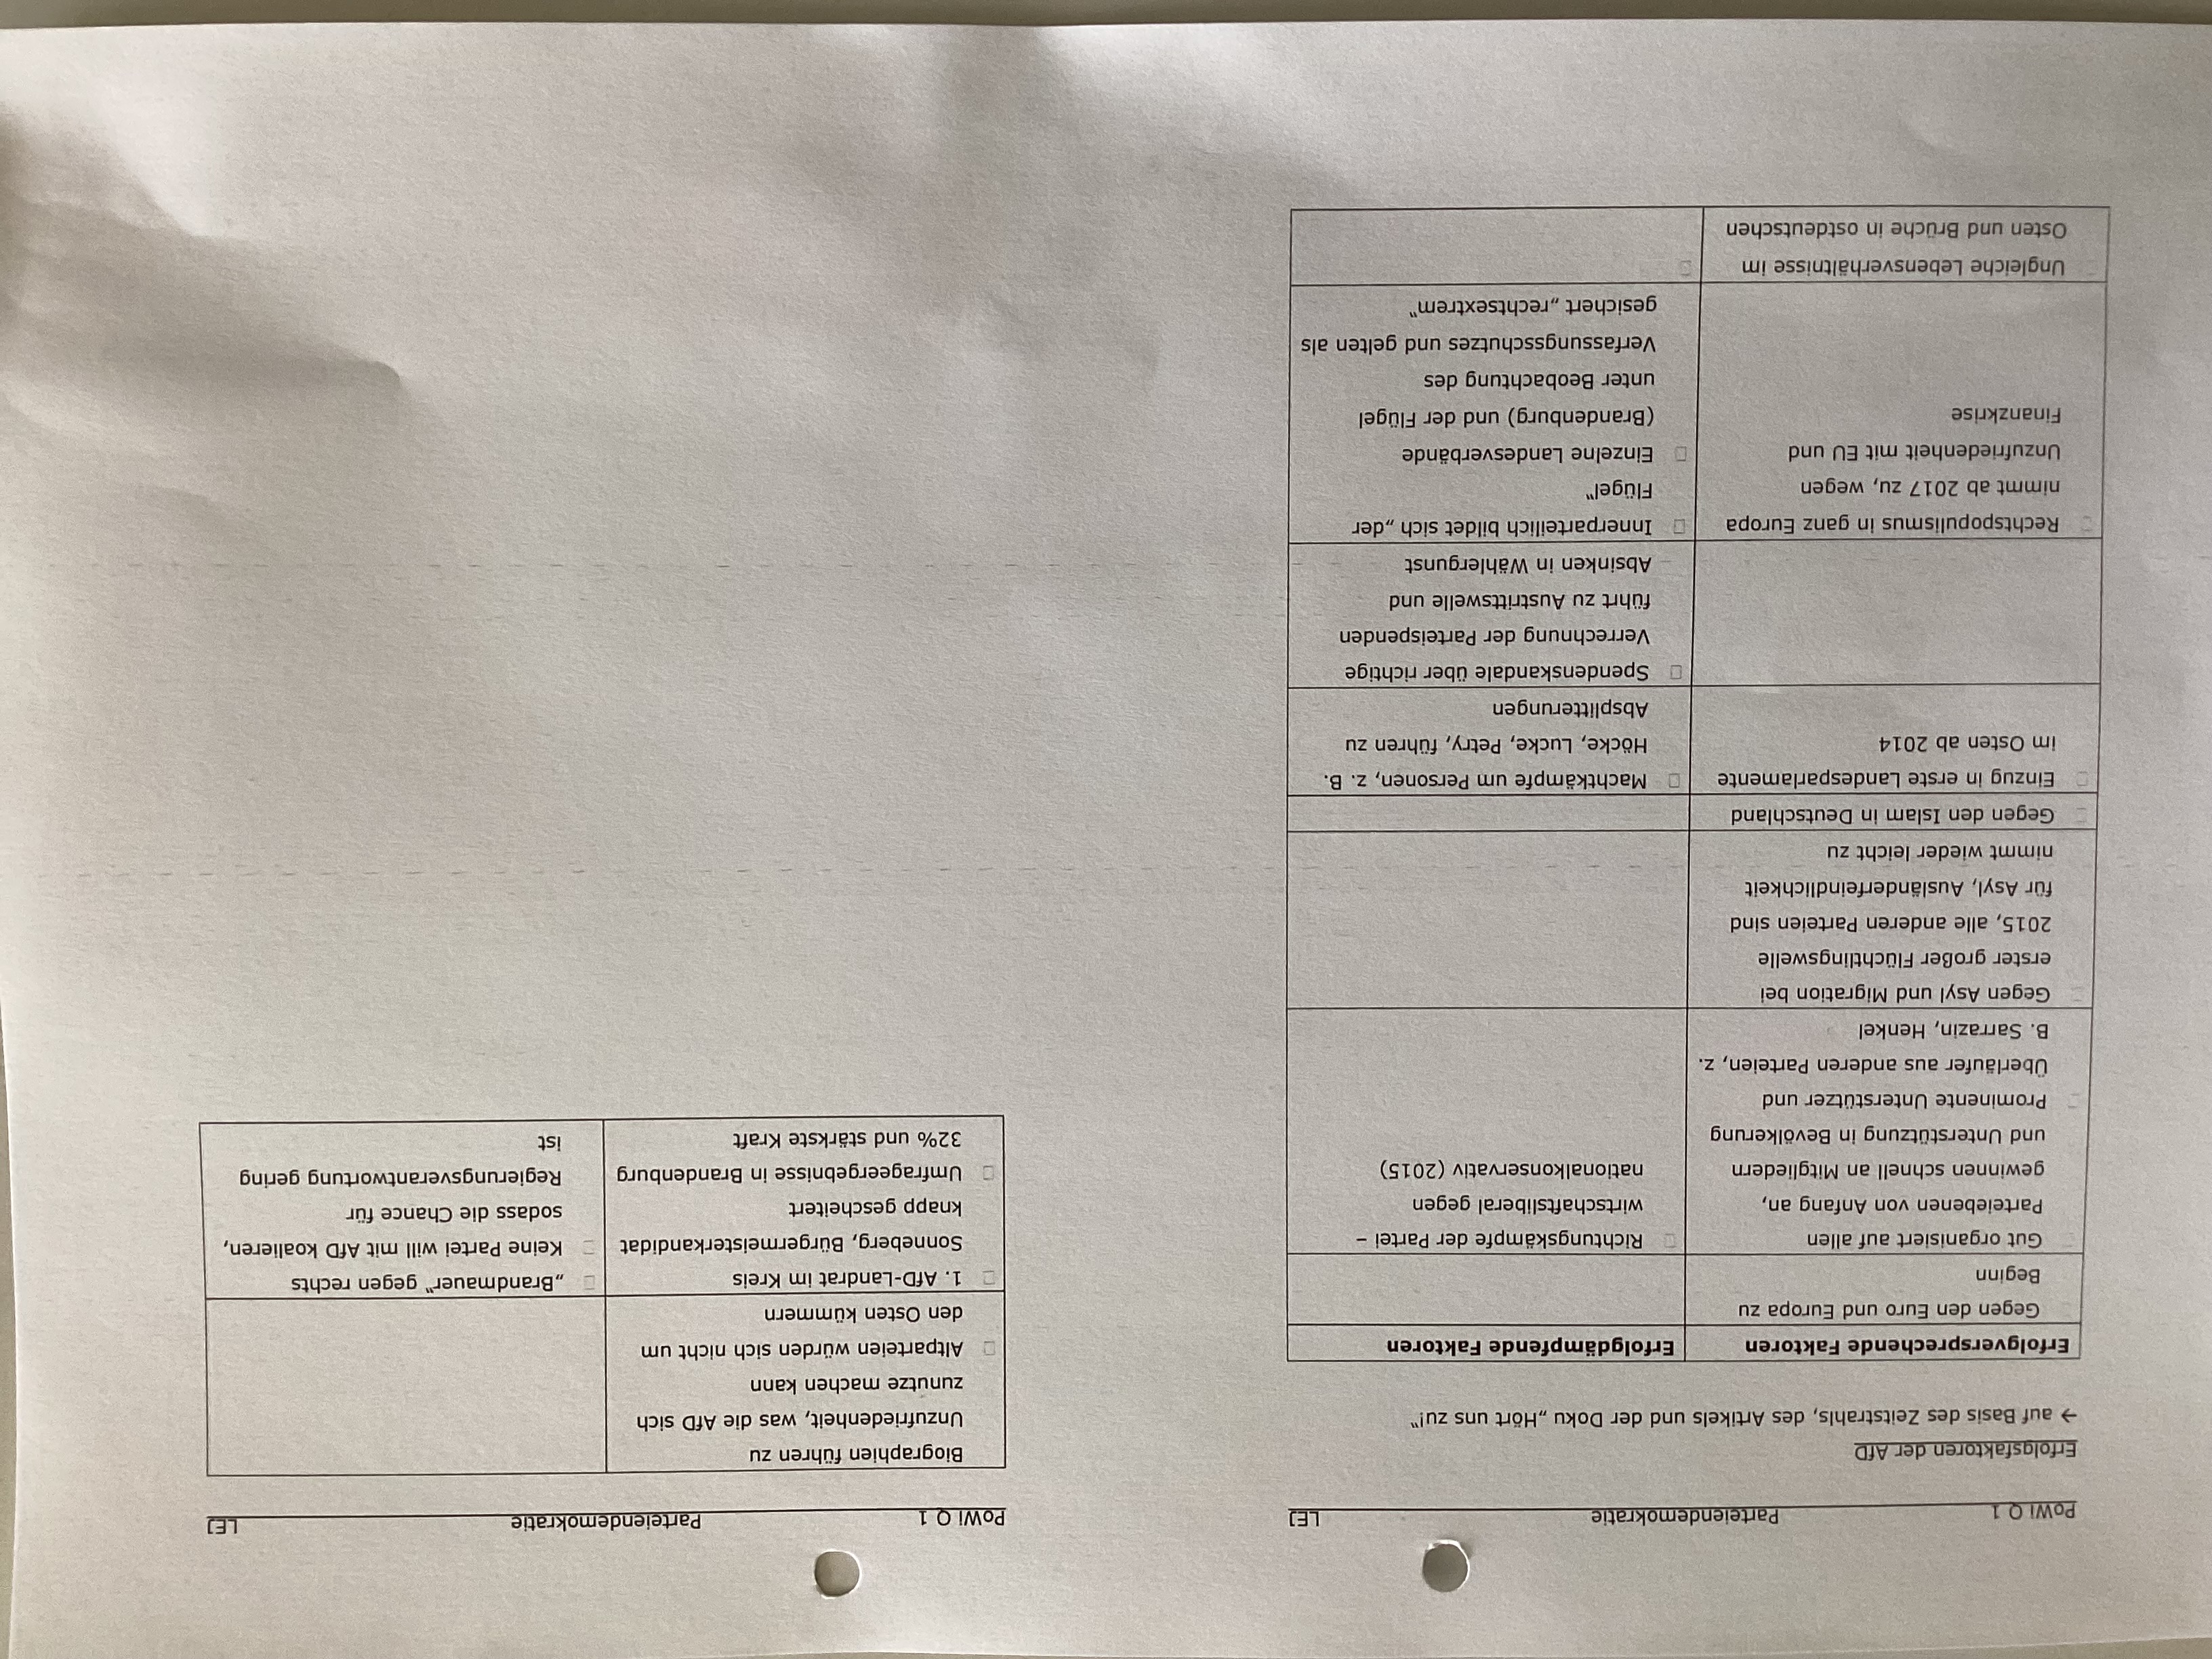 PoWi Q 1 Parteiendemokratie LEJ
Erfolgsfaktoren der AfD
→ auf Basis des Zeitstrahls, des Artikels und der Doku „Hört uns zu!“
Erfolgversprechende Faktoren
Erfolgdämpfende Faktoren
Gegen den Euro und Europa zu
Beginn
Gut organisiert auf allen
Parteiebenen von Anfang an,
gewinnen schnell an Mitgliedern
und Unterstützung in Bevölkerung
Prominente Unterstützer und
Überläufer aus anderen Parteien, z.
B. Sarrazin, Henkel
Richtungskämpfe der Partei –
wirtschaftsliberal gegen
nationalkonservativ (2015)
Gegen Asyl und Migration bei
erster großer Flüchtlingswelle
2015, alle anderen Parteien sind
für Asyl, Ausländerfeindlichkeit
nimmt wieder leicht zu
Gegen den Islam in Deutschland
Einzug in erste Landesparlamente
im Osten ab 2014
Machtkämpfe um Personen, z. B.
Höcke, Lucke, Petry, führen zu
Absplitterungen
Spendenskandale über richtige
Verrechnung der Parteispenden
führt zu Austrittswelle und
Absinken in Wählergunst
Rechtspopulismus in ganz Europa
nimmt ab 2017 zu, wegen
Unzufriedenheit mit EU und
Finanzkrise
Innerparteilich bildet sich „der
Flügel“
Einzelne Landesverbände
(Brandenburg) und der Flügel
unter Beobachtung des
Verfassungsschutzes und gelten als
gesichert „rechtsextrem“
Ungleiche Lebensverhältnisse im
Osten und Brüche in ostdeutschen
PoWi Q 1 Parteiendemokratie LEJ
Biographien führen zu
Unzufriedenheit, was die AfD sich
zunutze machen kann
Altparteien würden sich nicht um
den Osten kümmern
1. AfD-Landrat im Kreis
Sonneberg, Bürgermeisterkandidat
knapp gescheitert
Umfrageergebnisse in Brandenburg
32% und stärkste Kraft
„Brandmauer“ gegen rechts
Keine Partei will mit AfD koalieren,
sodass die Chance für
Regierungsverantwortung gering
ist